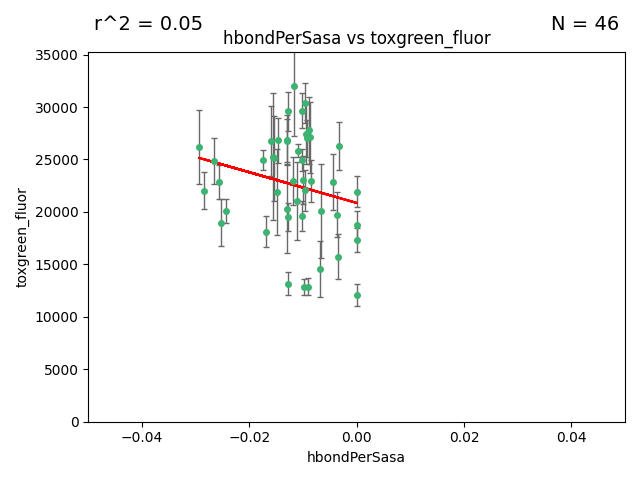 r^2 = 0.05
N = 46
hbondPerSasa vs toxgreen_fluor
35000
30000
25000
20000
15000
10000
5000
0
toxgreen_fluor
−0.04
−0.02
0.00
0.02
0.04
hbondPerSasa